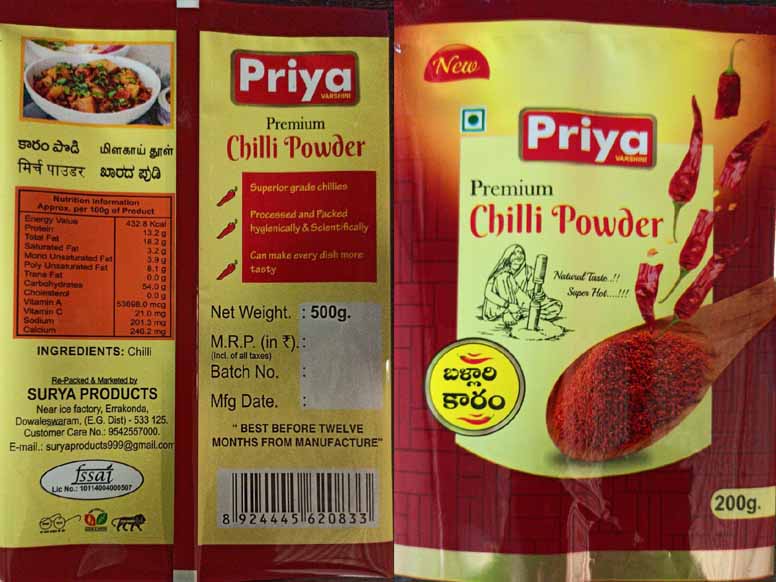 కారం పొడి மிளகாய் தூள்
मिर्च पाउडर ಖಾರದ ಪುಡಿ
Nutrition Information
Approx. per 100g of Product
Energy Value 432.8 Kcal
Protein 13.2 g
Total Fat 18.2 g
Saturated Fat 3.2 g
Mono Unsaturated Fat 3.9 g
Poly Unsaturated Fat 8.1 g
Trans Fat 0.0 g
Carbohydrates 54.0 g
Cholesterol 0.0 g
Vitamin A 53698.0 mcg
Vitamin C 21.0 mg
Sodium 201.3 mg
Calcium 246.2 mg
INGREDIENTS: Chilli
Re-Packed & Marketed by
SURYA PRODUCTS
Near ice factory, Errakonda,
Dowaleswaram, (E.G. Dist) - 533 125.
Customer Care No.: 9542557000.
E-mail.: suryaproducts999@gmail.com
fssai
Lic No.: 10114004000507
Priya
VARSHINI
Premium
Chilli Powder
Superior grade chillies
Processed and Packed
hygienically & Scientifically
Can make every dish more
tasty
Net Weight. : 500g.
M.R.P. (in ₹). :
(Incl. of all taxes)
Batch No. :
Mfg Date. :
" BEST BEFORE TWELVE
MONTHS FROM MANUFACTURE"
8 924445 620833
New
Priya
VARSHINI
Premium
Chilli Powder
Natural Taste..!!
Super Hot....!!!
బళ్లారి
కారం
200g.